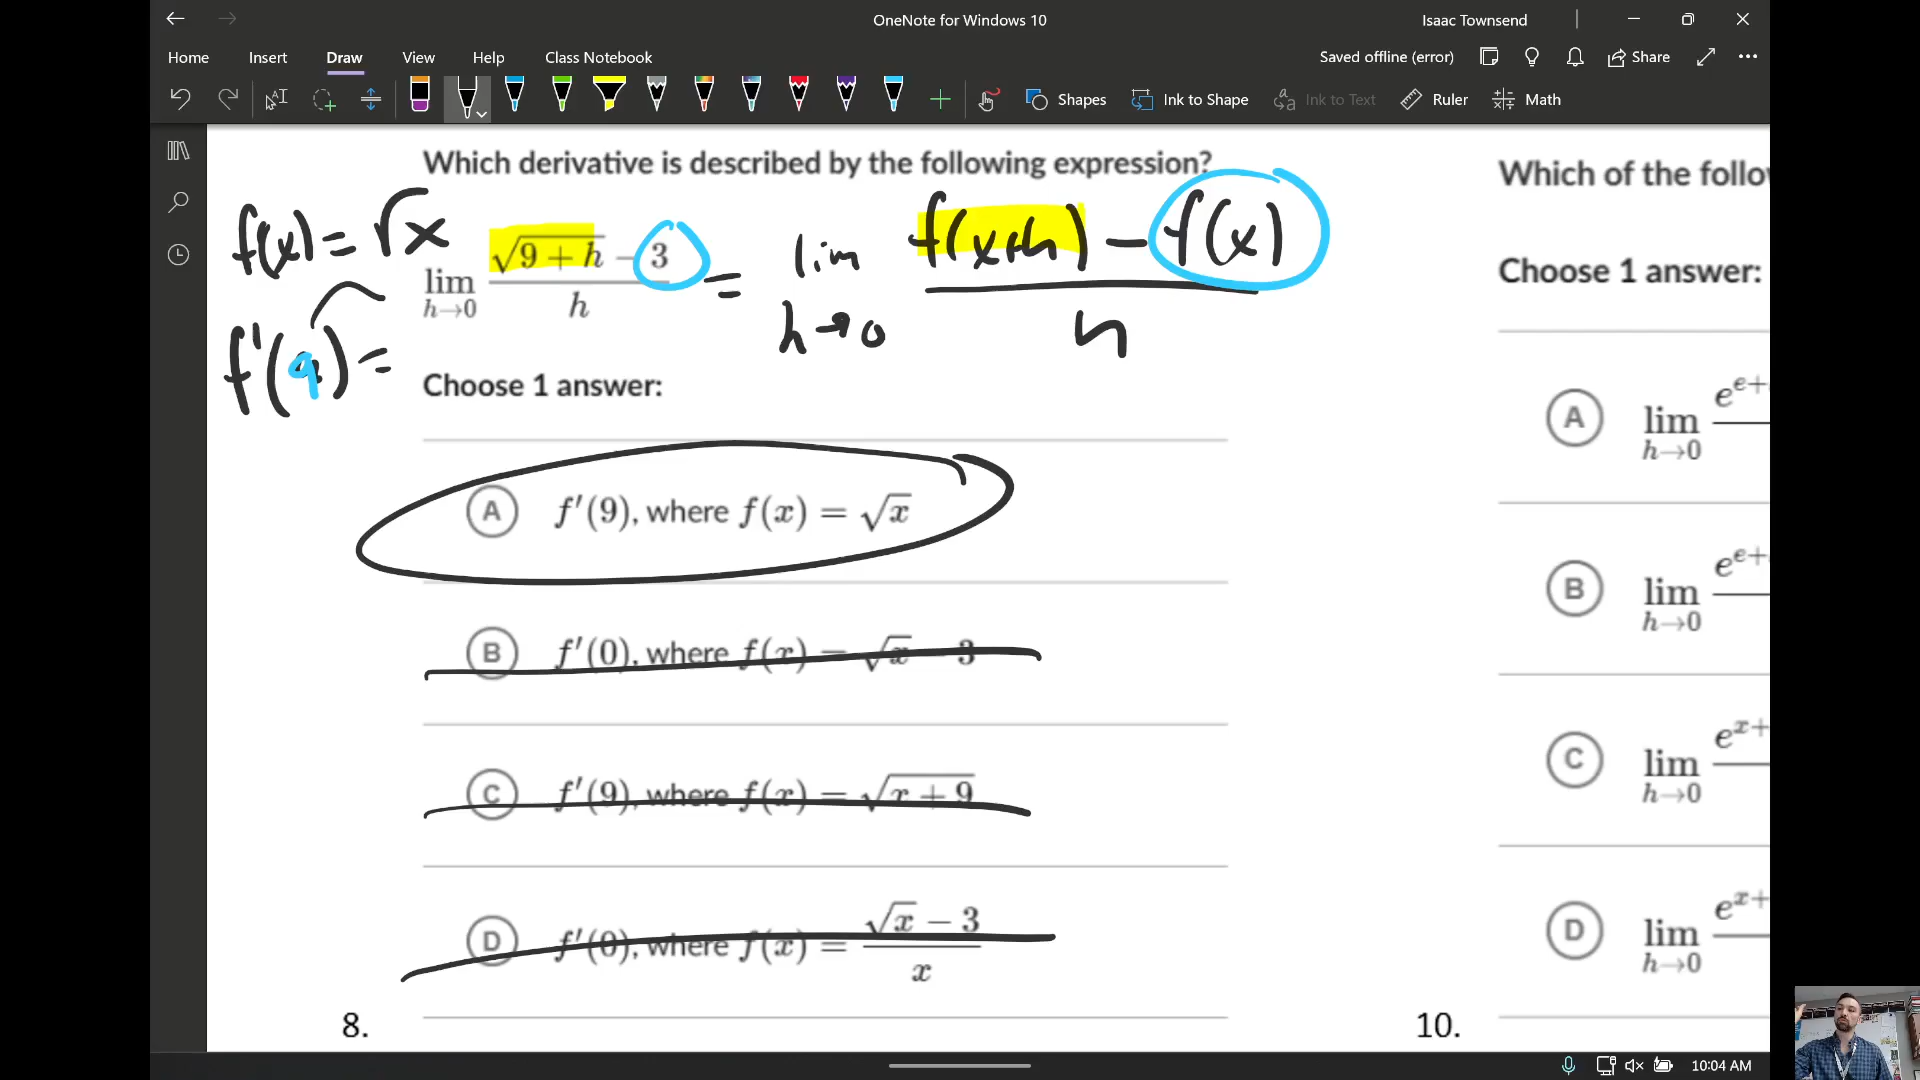 OneNote for Windows 10
Isaac Townsend
Home Insert Draw View Help Class Notebook
Saved offline (error) Share
Shapes Ink to Shape Ink to Text Ruler Math
Which derivative is described by the following expression?
f(x) = √x
lim h→0 (√9 + h − 3)/h = lim h→0 (f(x+h) − f(x))/h
f'(9) =
Choose 1 answer:
A f′(9), where f(x) = √x
B f′(0), where f(x) = √x − 3
C f′(9), where f(x) = √x + 9
D f′(0), where f(x) = (√x − 3)/x
8.
Which of the follo
Choose 1 answer:
A lim h→0 e^e+
B lim h→0 e^e+
C lim h→0 e^x+
D lim h→0 e^x+
10.
10:04 AM